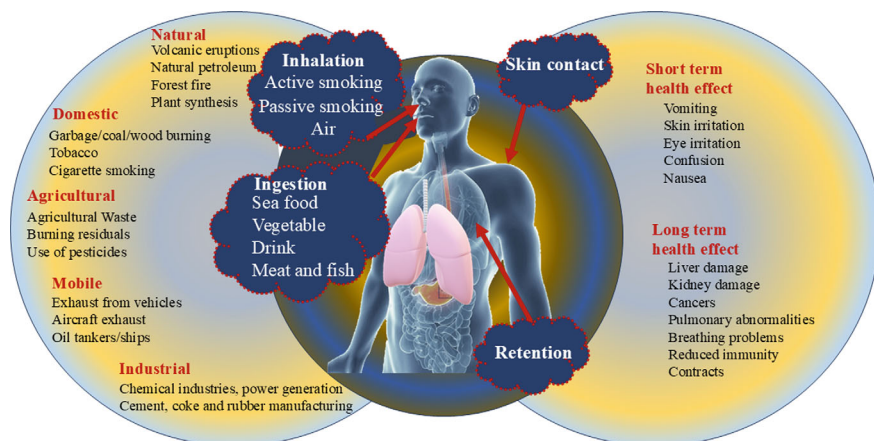 Natural
Volcanic eruptions
Natural petroleum
Forest fire
Plant synthesis
Domestic
Garbage/coal/wood burning
Tobacco
Cigarette smoking
Agricultural
Agricultural Waste
Burning residuals
Use of pesticides
Mobile
Exhaust from vehicles
Aircraft exhaust
Oil tankers/ships
Industrial
Chemical industries, power generation
Cement, coke and rubber manufacturing
Inhalation
Active smoking
Passive smoking
Air
Ingestion
Sea food
Vegetable
Drink
Meat and fish
Skin contact
Retention
Short term
health effect
Vomiting
Skin irritation
Eye irritation
Confusion
Nausea
Long term
health effect
Liver damage
Kidney damage
Cancers
Pulmonary abnormalities
Breathing problems
Reduced immunity
Contracts